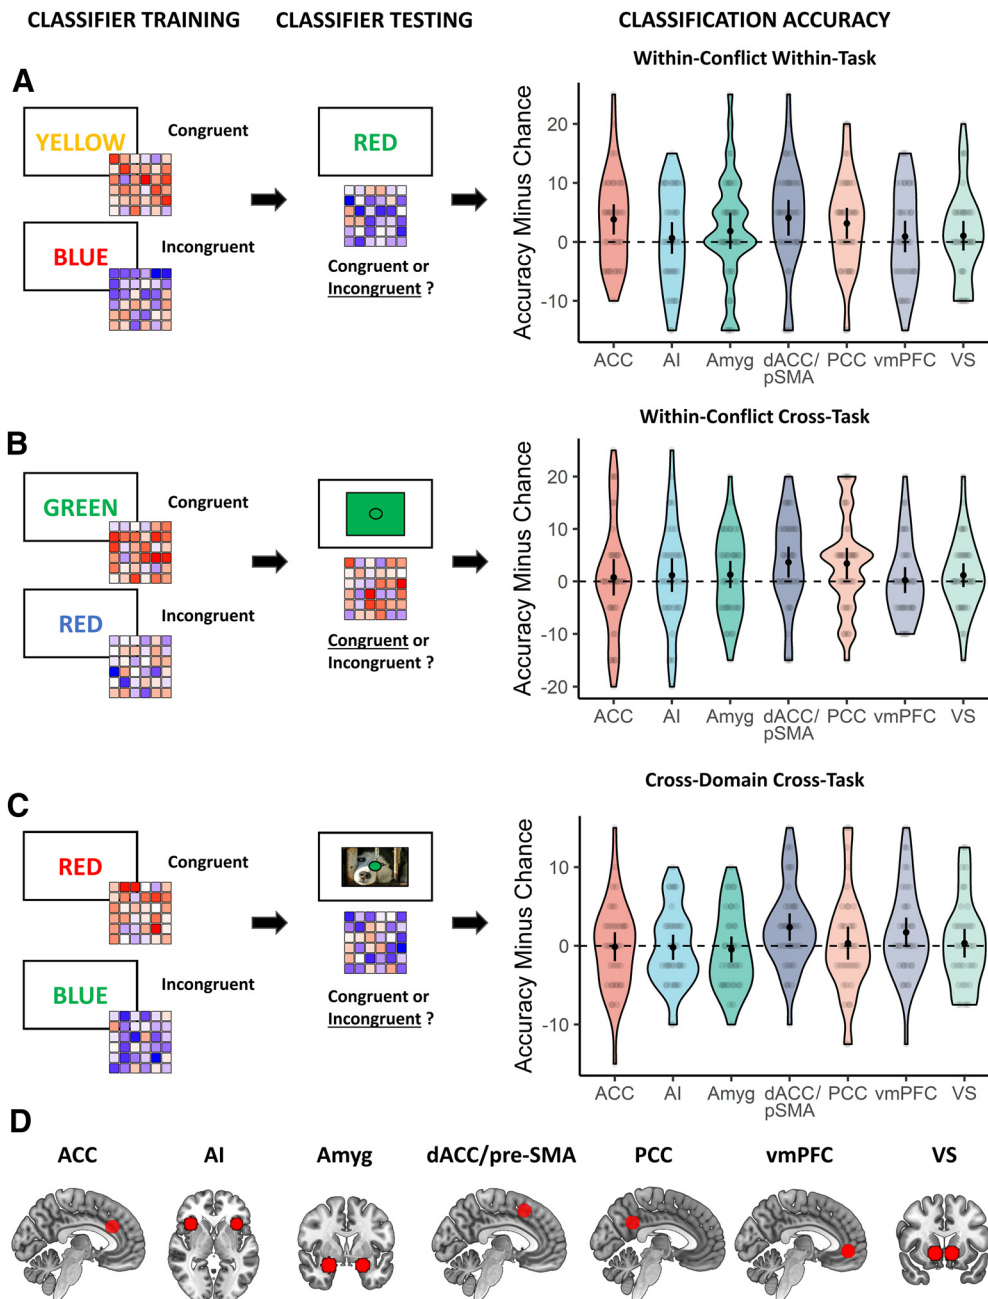 CLASSIFIER TRAINING
CLASSIFIER TESTING
CLASSIFICATION ACCURACY
A
YELLOW
Congruent
BLUE
Incongruent
RED
Congruent or
Incongruent ?
Within-Conflict Within-Task
Accuracy Minus Chance
20
10
0
-10
ACC
AI
Amyg
dACC/
pSMA
PCC
vmPFC
VS
B
GREEN
Congruent
RED
Incongruent
Congruent or
Incongruent ?
Within-Conflict Cross-Task
Accuracy Minus Chance
20
10
0
-10
-20
ACC
AI
Amyg
dACC/
pSMA
PCC
vmPFC
VS
C
RED
Congruent
BLUE
Incongruent
Congruent or
Incongruent ?
Cross-Domain Cross-Task
Accuracy Minus Chance
10
0
-10
ACC
AI
Amyg
dACC/
pSMA
PCC
vmPFC
VS
D
ACC
AI
Amyg
dACC/pre-SMA
PCC
vmPFC
VS